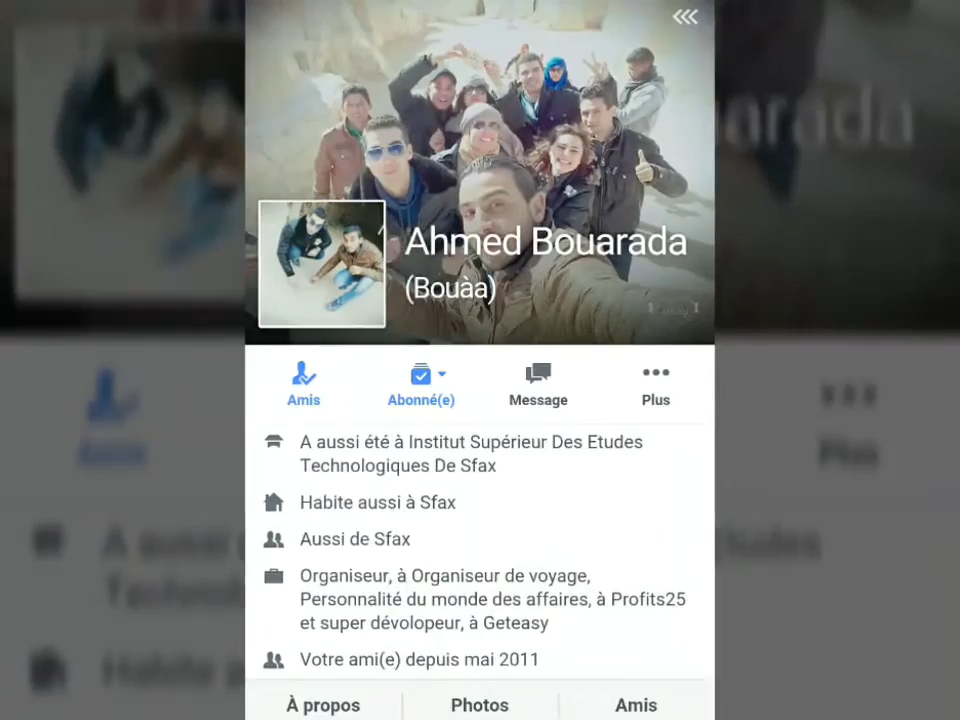 Ahmed Bouarada
(Bouàa)
Amis
Abonné(e)
Message
Plus
A aussi été à Institut Supérieur Des Etudes
Technologiques De Sfax
Habite aussi à Sfax
Aussi de Sfax
Organiseur, à Organiseur de voyage,
Personnalité du monde des affaires, à Profits25
et super dévolopeur, à Geteasy
Votre ami(e) depuis mai 2011
À propos
Photos
Amis